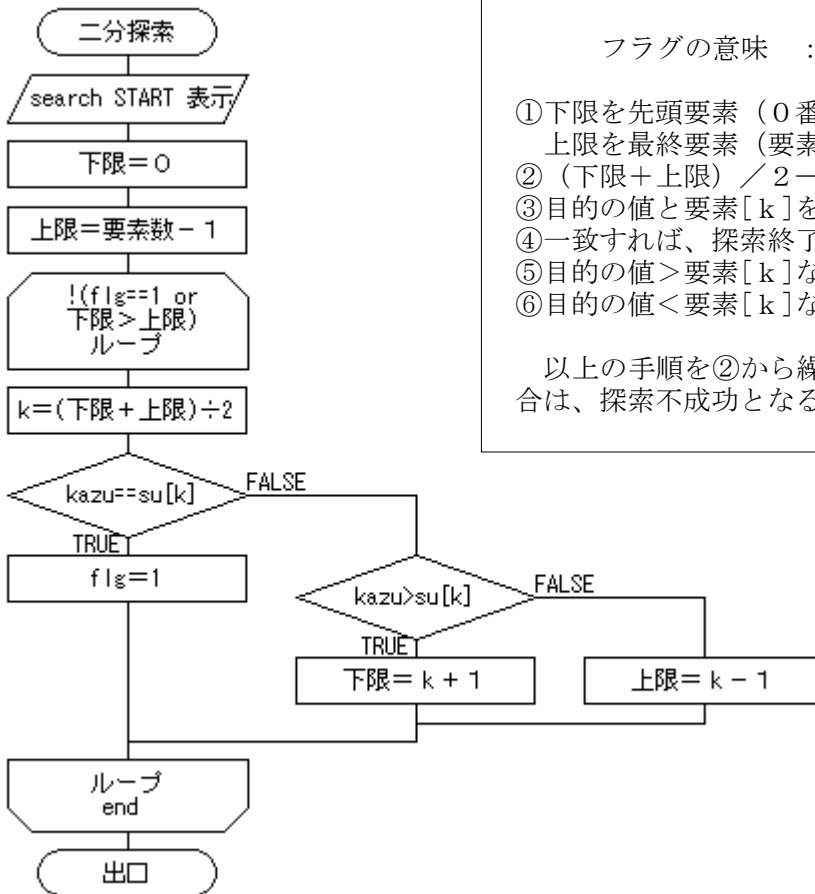 二分探索
search START 表示
下限=0
上限=要素数－1
!(flg==1 or
下限>上限)
ループ
k=(下限+上限)÷2
kazu==su[k]
FALSE
TRUE
flg=1
kazu>su[k]
FALSE
TRUE
下限=k+1
上限=k－1
ループ
end
出口
フラグの意味 :
①下限を先頭要素（０番
上限を最終要素（要素
②（下限＋上限）／２－
③目的の値と要素[ｋ]を
④一致すれば、探索終了
⑤目的の値＞要素[ｋ]な
⑥目的の値＜要素[ｋ]な
以上の手順を②から繰
合は、探索不成功となる